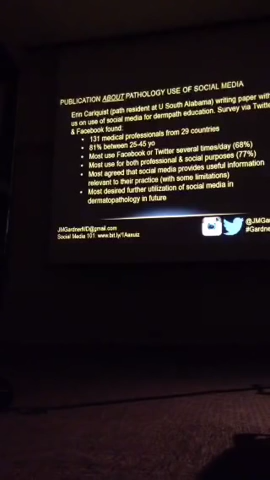 PUBLICATION ABOUT PATHOLOGY USE OF SOCIAL MEDIA
Erin Carlquist (path resident at U South Alabama) writing paper with
us on use of social media for dermpath education. Survey via Twitter
& Facebook found:
• 131 medical professionals from 29 countries
• 81% between 25-45 yo
• Most use Facebook or Twitter several times/day (68%)
• Most use for both professional & social purposes (77%)
• Most agreed that social media provides useful information
relevant to their practice (with some limitations)
• Most desired further utilization of social media in
dermatopathology in future
JMGardnerMD@gmail.com
Social Media 101:
@JMGa
#Gardne